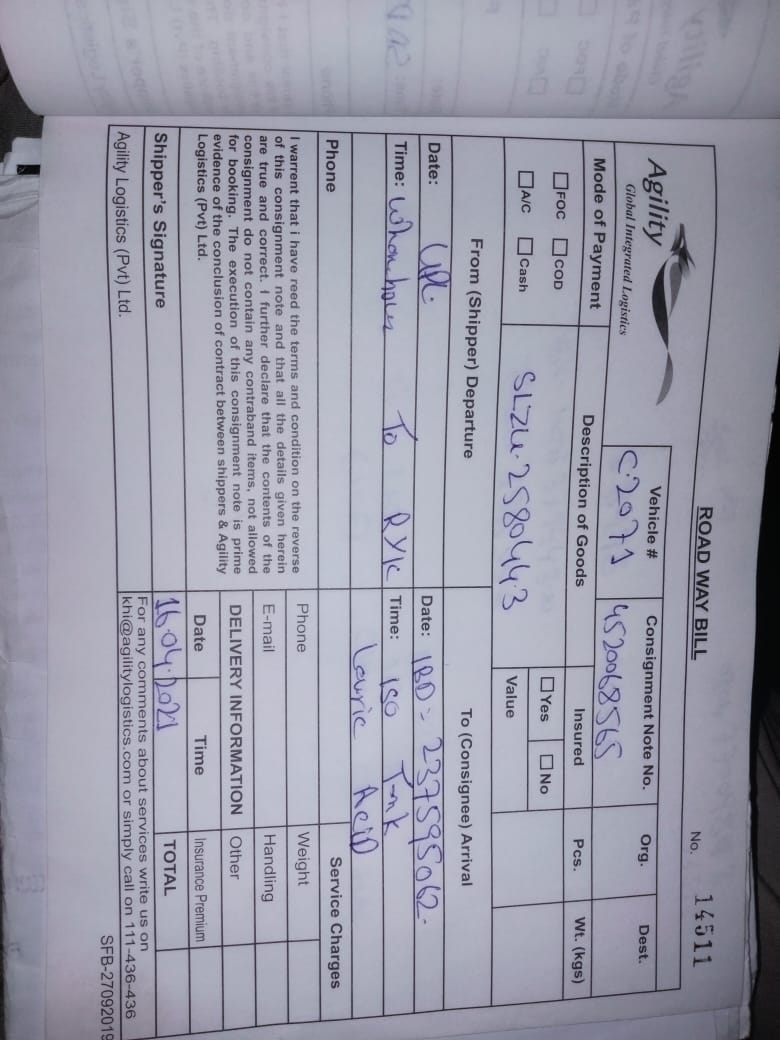 ROAD WAY BILL
No. 14511
Agility
Global Integrated Logistics
Vehicle #
C.2071
Consignment Note No.
4520068565
Org.
Dest.
Mode of Payment
FOC COD
A/C Cash
Description of Goods
SLZU.2580443
Insured
Yes No
Value
Pcs.
Wt. (kgs)
From (Shipper) Departure
Date: UPL.
Time: To RYK
Phone
To (Consignee) Arrival
Date: IBD= 237595062.
Time: ISO Tank
Lauric AciD
Phone
E-mail
DELIVERY INFORMATION
Date Time
16.04.2021
Service Charges
Weight
Handling
Other
Insurance Premium
TOTAL
I warrent that i have reed the terms and condition on the reverse
of this consignment note and that all the details given herein
are true and correct. I further declare that the contents of the
consignment do not contain any contraband items, not allowed
for booking. The execution of this consignment note is prime
evidence of the conclusion of contract between shippers & Agility
Logistics (Pvt) Ltd.
Shipper's Signature
Agility Logistics (Pvt) Ltd.
For any comments about services write us on
khi@agilitylogistics.com or simply call on 111-436-436
SFB-27092019